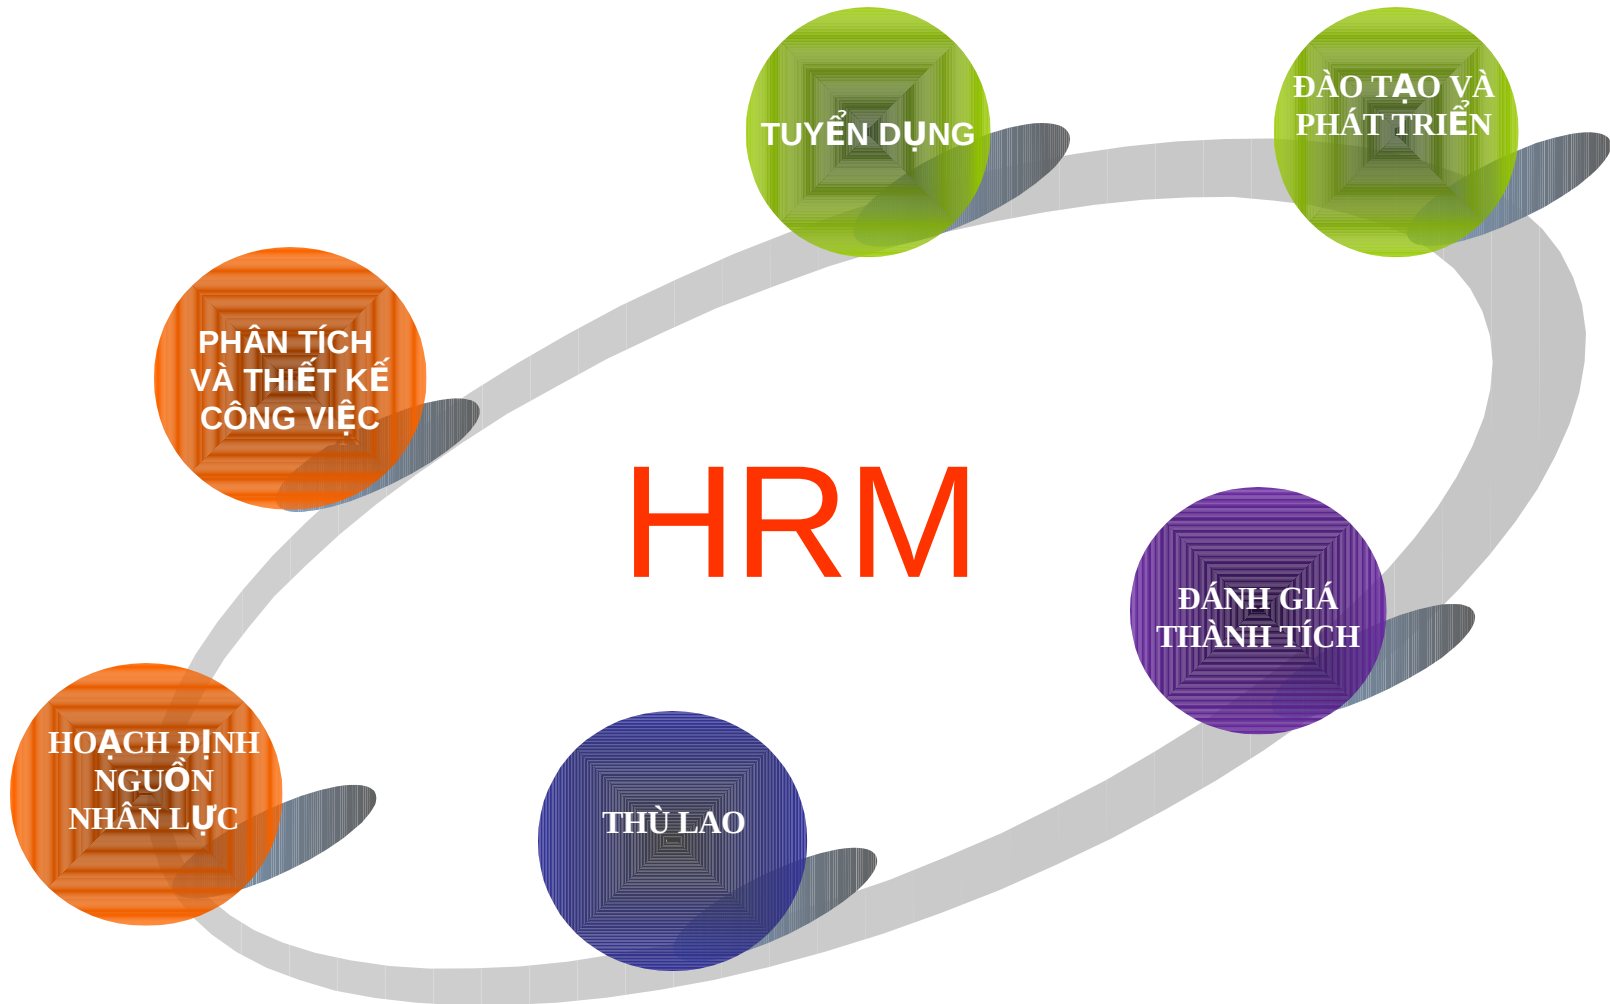 TUYỂN DỤNG
ĐÀO TẠO VÀ
PHÁT TRIỂN
PHÂN TÍCH
VÀ THIẾT KẾ
CÔNG VIỆC
HRM
ĐÁNH GIÁ
THÀNH TÍCH
HOẠCH ĐỊNH
NGUỒN
NHÂN LỰC
THÙ LAO